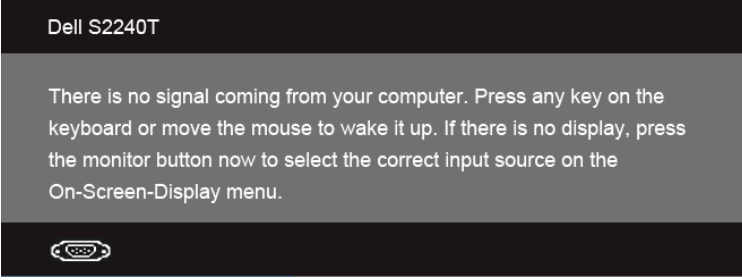 Dell S2240T
There is no signal coming from your computer. Press any key on the
keyboard or move the mouse to wake it up. If there is no display, press
the monitor button now to select the correct input source on the
On-Screen-Display menu.